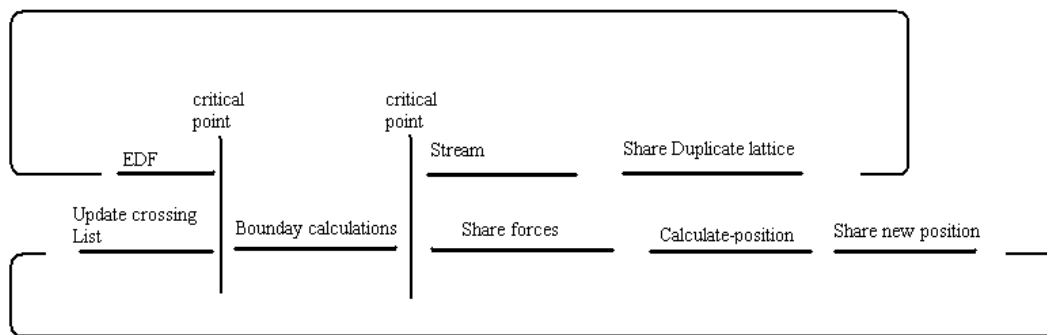 critical
point
critical
point
EDF
Stream
Share Duplicate lattice
Update crossing
List
Bounday calculations
Share forces
Calculate-position
Share new position